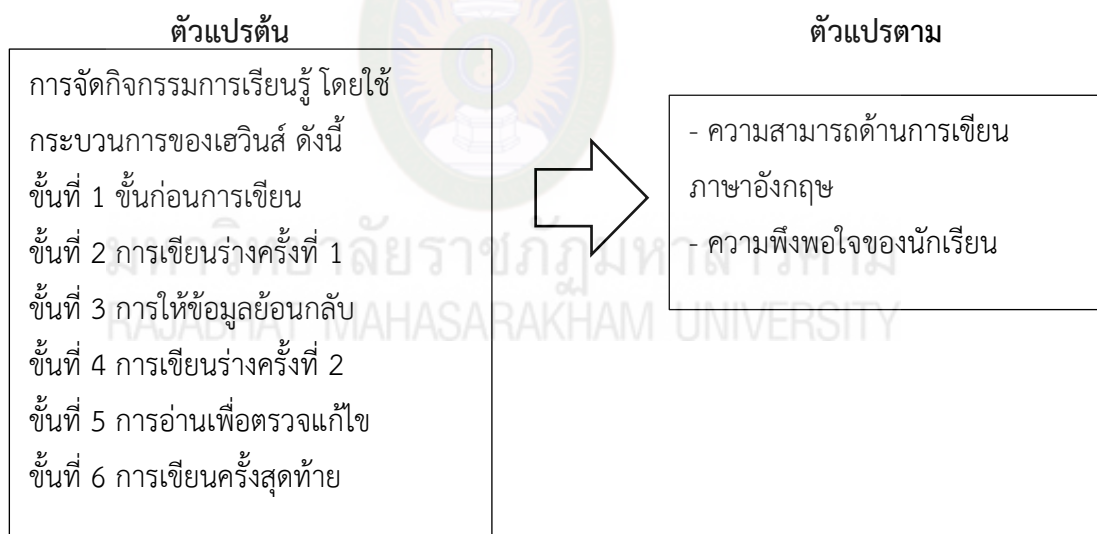 ตัวแปรต้น
การจัดกิจกรรมการเรียนรู้ โดยใช้
กระบวนการของเฮวินส์ ดังนี้
ขั้นที่ 1 ขั้นก่อนการเขียน
ขั้นที่ 2 การเขียนร่างครั้งที่ 1
ขั้นที่ 3 การให้ข้อมูลย้อนกลับ
ขั้นที่ 4 การเขียนร่างครั้งที่ 2
ขั้นที่ 5 การอ่านเพื่อตรวจแก้ไข
ขั้นที่ 6 การเขียนครั้งสุดท้าย
ตัวแปรตาม
- ความสามารถด้านการเขียน
ภาษาอังกฤษ
- ความพึงพอใจของนักเรียน
มหาวิทยาลัยราชภัฏมหาสารคาม
RAJABHAT MAHASARAKHAM UNIVERSITY